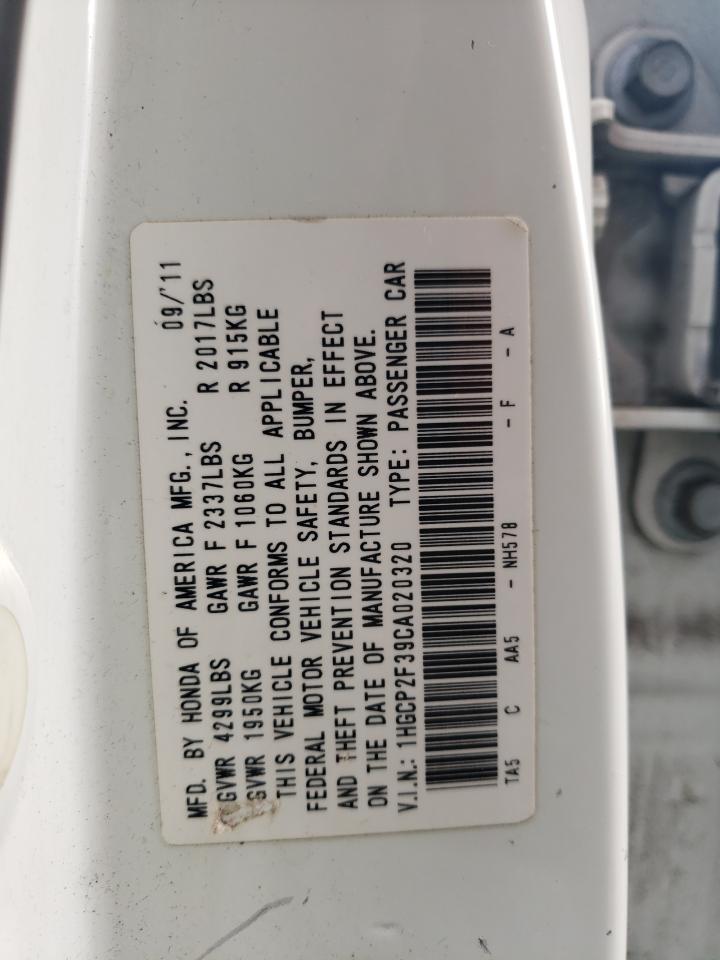 MFD. BY HONDA OF AMERICA MFG., INC. 09/'11
GVWR 4299LBS GAWR F 2337LBS R 2017LBS
GVWR 1950KG GAWR F 1060KG R 915KG
THIS VEHICLE CONFORMS TO ALL APPLICABLE
FEDERAL MOTOR VEHICLE SAFETY, BUMPER,
AND THEFT PREVENTION STANDARDS IN EFFECT
ON THE DATE OF MANUFACTURE SHOWN ABOVE.
V.I.N.: 1HGCP2F39CA020320 TYPE: PASSENGER CAR
TA5 C AA5 - NH578 - F - A